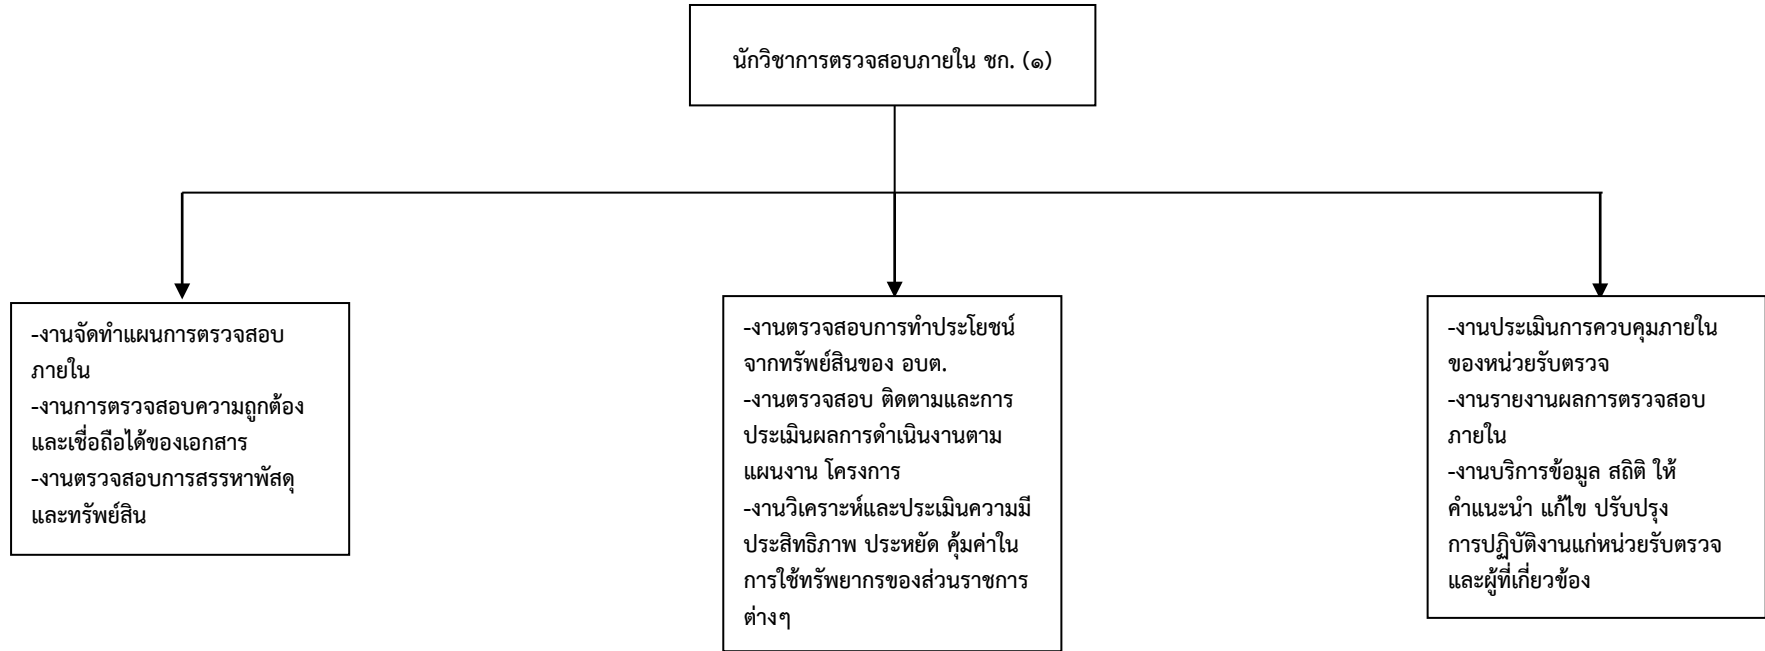 นักวิชาการตรวจสอบภายใน ชก. (๑)
-งานจัดทำแผนการตรวจสอบ
ภายใน
-งานการตรวจสอบความถูกต้อง
และเชื่อถือได้ของเอกสาร
-งานตรวจสอบการสรรหาพัสดุ
และทรัพย์สิน
-งานตรวจสอบการทำประโยชน์
จากทรัพย์สินของ อบต.
-งานตรวจสอบ ติดตามและการ
ประเมินผลการดำเนินงานตาม
แผนงาน โครงการ
-งานวิเคราะห์และประเมินความมี
ประสิทธิภาพ ประหยัด คุ้มค่าใน
การใช้ทรัพยากรของส่วนราชการ
ต่างๆ
-งานประเมินการควบคุมภายใน
ของหน่วยรับตรวจ
-งานรายงานผลการตรวจสอบ
ภายใน
-งานบริการข้อมูล สถิติ ให้
คำแนะนำ แก้ไข ปรับปรุง
การปฏิบัติงานแก่หน่วยรับตรวจ
และผู้ที่เกี่ยวข้อง